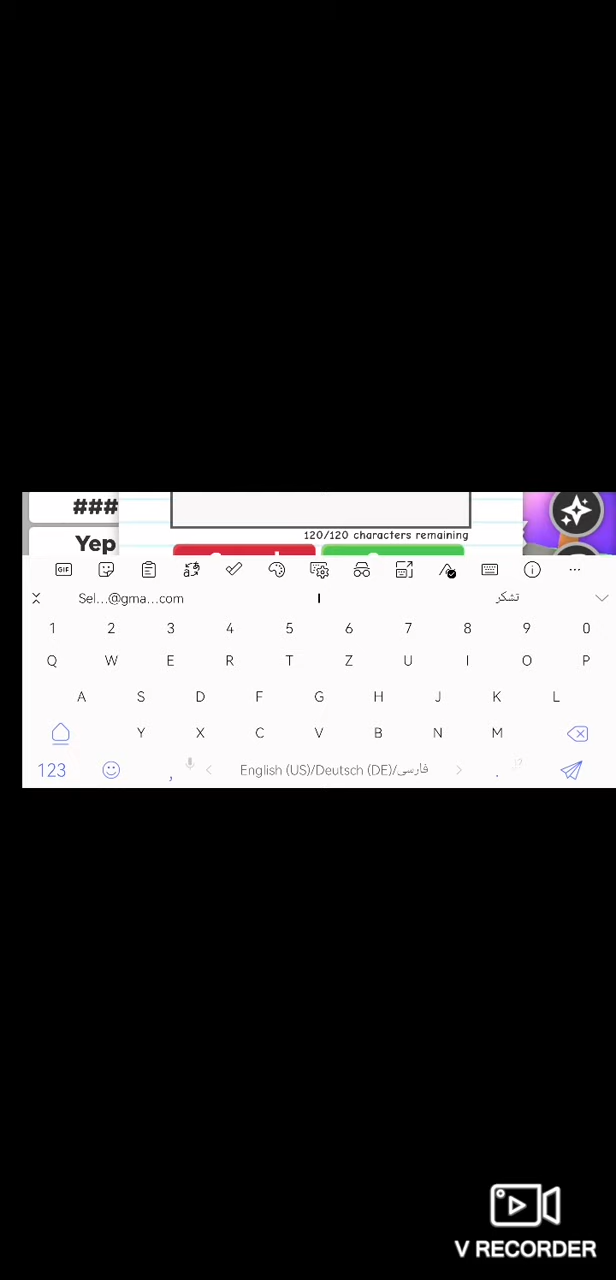 ###
120/120 characters remaining
Yep
GIF
Sel...@gma...com I تشکر
1 2 3 4 5 6 7 8 9 0
Q W E R T Z U I O P
A S D F G H J K L
Y X C V B N M
123 , < English (US)/Deutsch (DE)/فارسی > . !?
V RECORDER